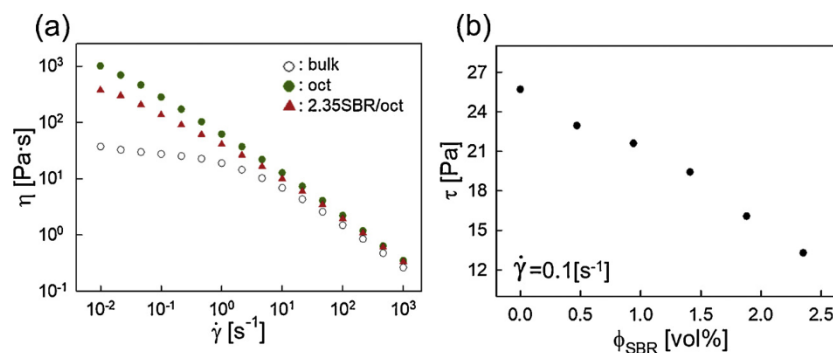 (a)
η [Pa·s]
10³
10²
10¹
10⁰
10⁻¹
○: bulk
●: oct
▲: 2.35SBR/oct
10⁻² 10⁻¹ 10⁰ 10¹ 10² 10³
γ̇ [s⁻¹]
(b)
τ [Pa]
27
24
21
18
15
12
γ̇=0.1[s⁻¹]
0.0 0.5 1.0 1.5 2.0 2.5
ϕSBR [vol%]